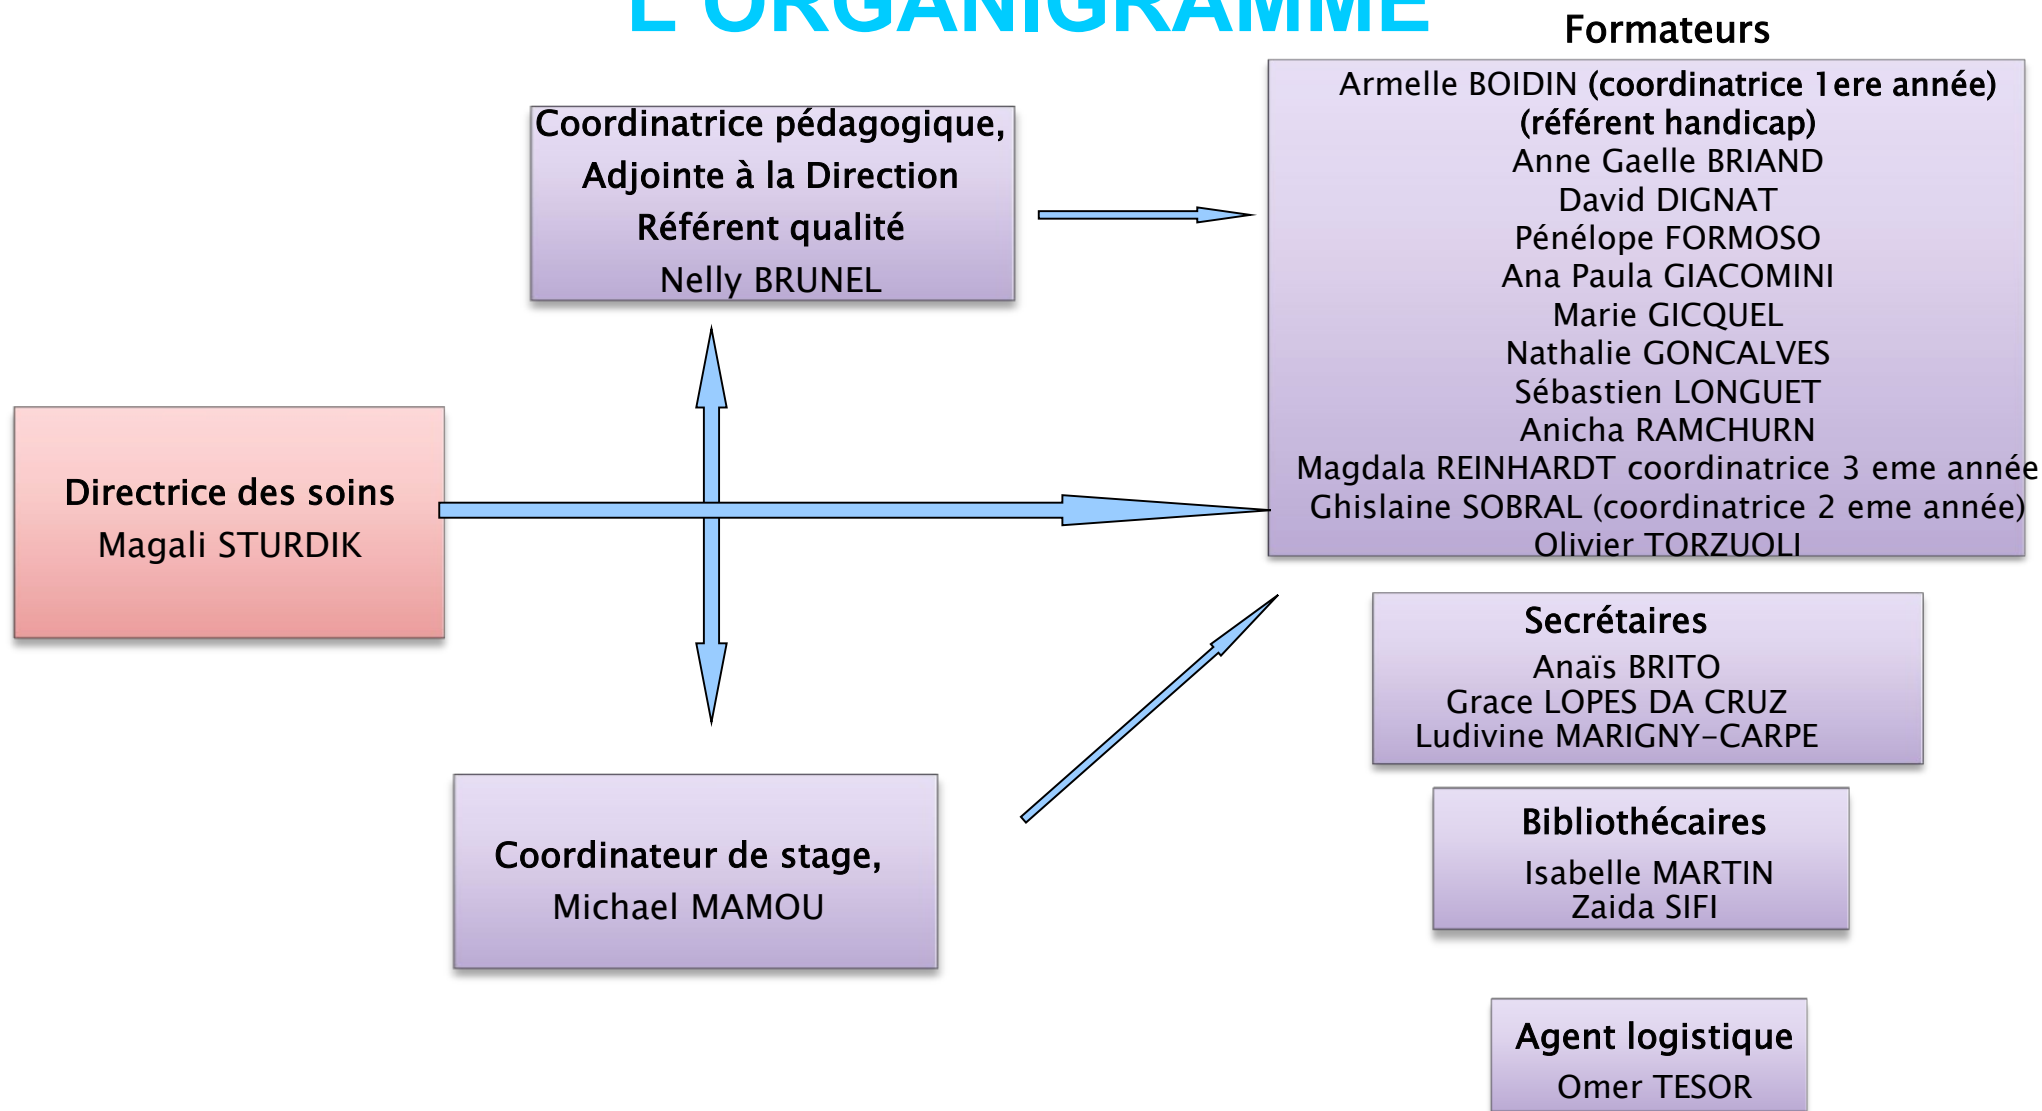 L'ORGANIGRAMME
Formateurs
Armelle BOIDIN (coordinatrice 1ere année)
(référent handicap)
Anne Gaelle BRIAND
David DIGNAT
Pénélope FORMOSO
Ana Paula GIACOMINI
Marie GICQUEL
Nathalie GONCALVES
Sébastien LONGUET
Anicha RAMCHURN
Magdala REINHARDT coordinatrice 3 eme année
Ghislaine SOBRAL (coordinatrice 2 eme année)
Olivier TORZUOLI
Coordinatrice pédagogique,
Adjointe à la Direction
Référent qualité
Nelly BRUNEL
Directrice des soins
Magali STURDIK
Coordinateur de stage,
Michael MAMOU
Secrétaires
Anaïs BRITO
Grace LOPES DA CRUZ
Ludivine MARIGNY-CARPE
Bibliothécaires
Isabelle MARTIN
Zaida SIFI
Agent logistique
Omer TESOR